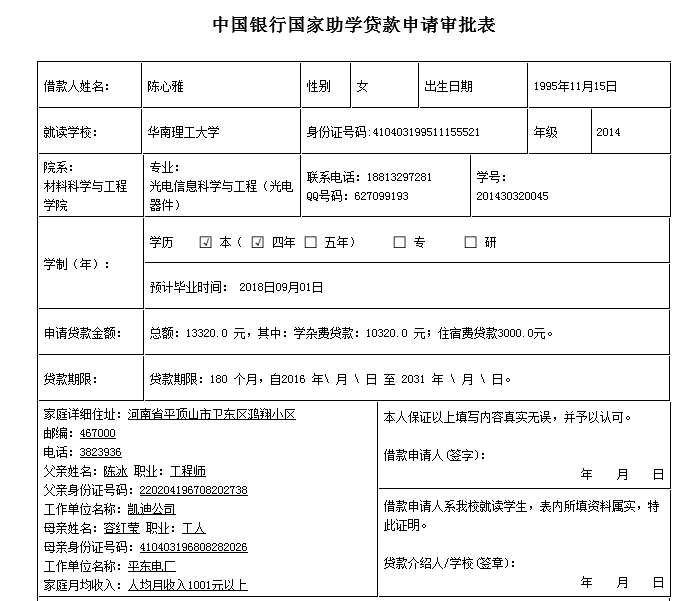 中国银行国家助学贷款申请审批表
借款人姓名： 陈心雅 性别 女 出生日期 1995年11月15日
就读学校： 华南理工大学 身份证号码:410403199511155521 年级 2014
院系：
材料科学与工程
学院
专业：
光电信息科学与工程（光电
器件）
联系电话：18813297281
QQ号码：627099193
学号：
201430320045
学制（年）：
学历 ☑ 本（ ☑ 四年 ☐ 五年） ☐ 专 ☐ 研
预计毕业时间： 2018日09月01日
申请贷款金额： 总额：13320.0 元，其中：学杂费贷款：10320.0 元；住宿费贷款3000.0元。
贷款期限： 贷款期限：180 个月，自2016 年\ 月 \ 日 至 2031 年 \ 月 \ 日。
家庭详细住址：河南省平顶山市卫东区鸿翔小区
邮编：467000
电话：3823936
父亲姓名：陈冰 职业：工程师
父亲身份证号码：220204196708202738
工作单位名称：凯迪公司
母亲姓名：容红莹 职业：工人
母亲身份证号码：410403196808282026
工作单位名称：平东电厂
家庭月均收入：人均月收入1001元以上
本人保证以上填写内容真实无误，并予以认可。
借款申请人(签字)：
年 月 日
借款申请人系我校就读学生，表内所填资料属实，特
此证明。
贷款介绍人/学校(签章)：
年 月 日